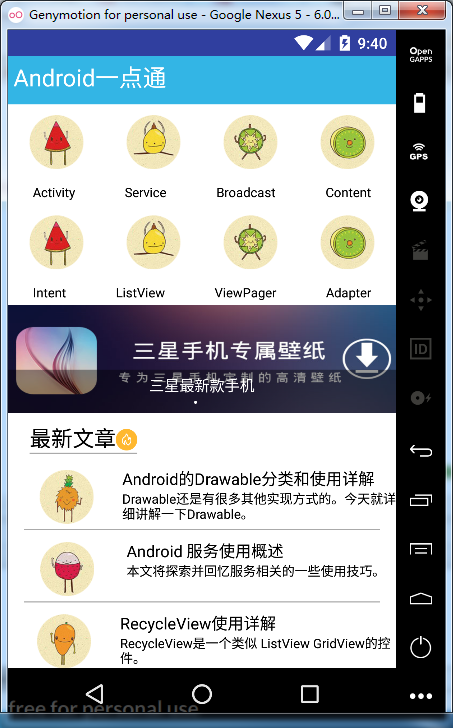 Genymotion for personal use - Google Nexus 5 - 6.0...
9:40
Open
GAPPS
Android一点通
GPS
Activity Service Broadcast Content
Intent ListView ViewPager Adapter
三星手机专属壁纸
专为三星手机定制的高清壁纸
三星最新款手机
ID
最新文章
Android的Drawable分类和使用详解
Drawable还是有很多其他实现方式的。今天就详
细讲解一下Drawable。
Android 服务使用概述
本文将探索并回忆服务相关的一些使用技巧。
RecycleView使用详解
RecycleView是一个类似 ListView GridView的控
件。
free for personal use